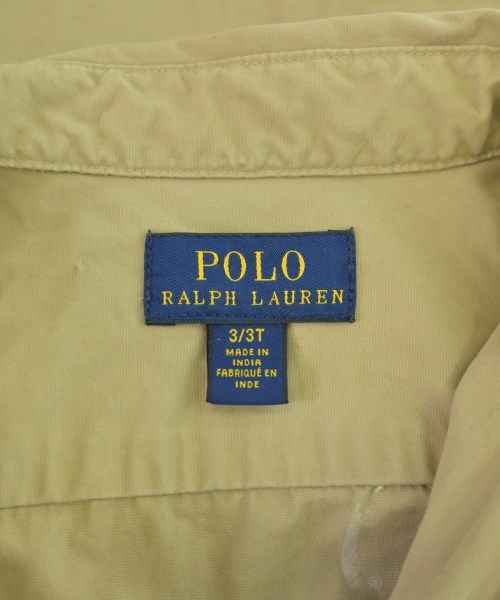 POLO
RALPH LAUREN
3/3T
MADE IN
INDIA
FABRIQUÉ EN
INDE